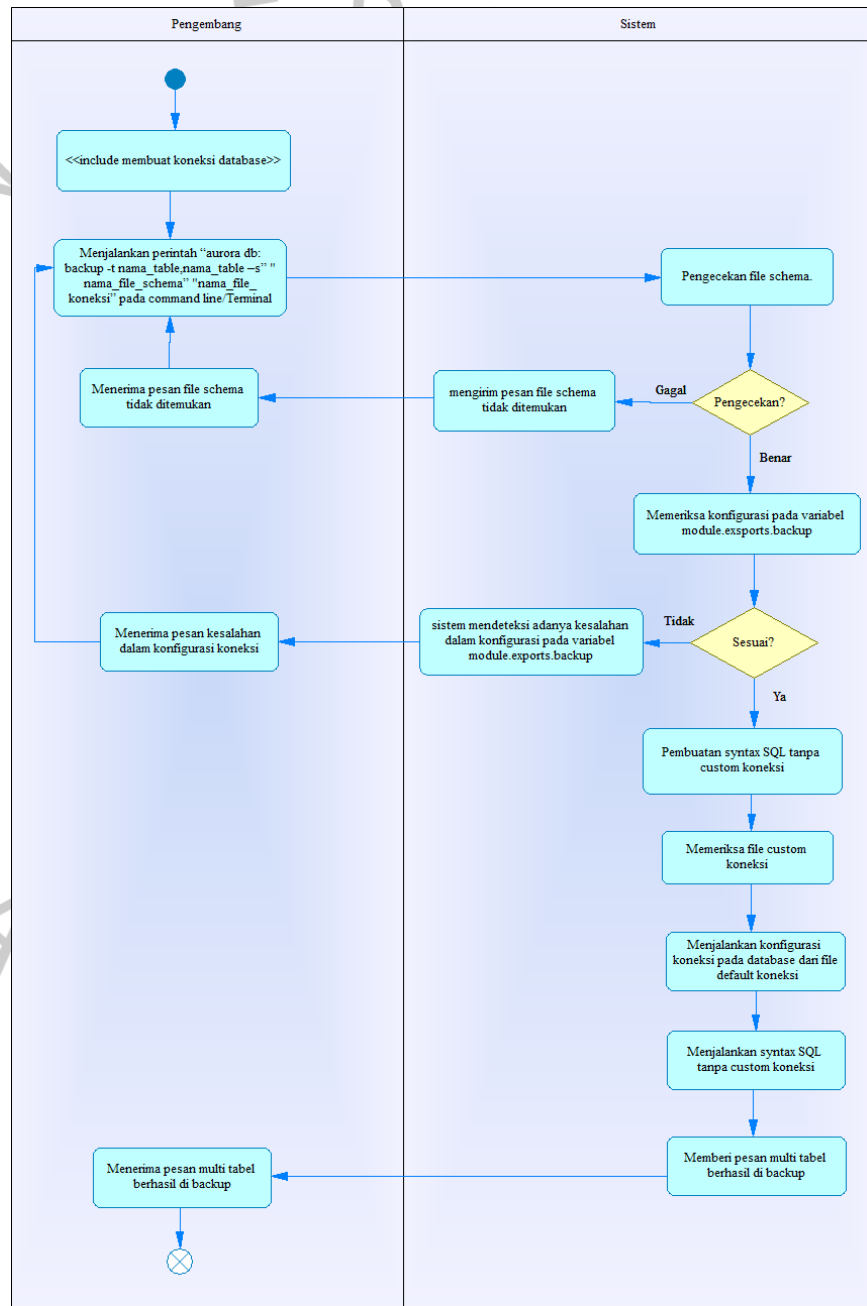 Pengembang
Sistem
<<include membuat koneksi database>>
Menjalankan perintah “aurora db:
backup -t nama_table,nama_table –s” "
nama_file_schema” "nama_file_
koneksi” pada command line/Terminal
Pengecekan file schema.
Menerima pesan file schema
tidak ditemukan
mengirim pesan file schema
tidak ditemukan
Gagal
Pengecekan?
Benar
Memeriksa konfigurasi pada variabel
module.exsports.backup
Menerima pesan kesalahan
dalam konfigurasi koneksi
sistem mendeteksi adanya kesalahan
dalam konfigurasi pada variabel
module.exports.backup
Tidak
Sesuai?
Ya
Pembuatan syntax SQL tanpa
custom koneksi
Memeriksa file custom
koneksi
Menjalankan konfigurasi
koneksi pada database dari file
default koneksi
Menjalankan syntax SQL
tanpa custom koneksi
Menerima pesan multi tabel
berhasil di backup
Memberi pesan multi tabel
berhasil di backup